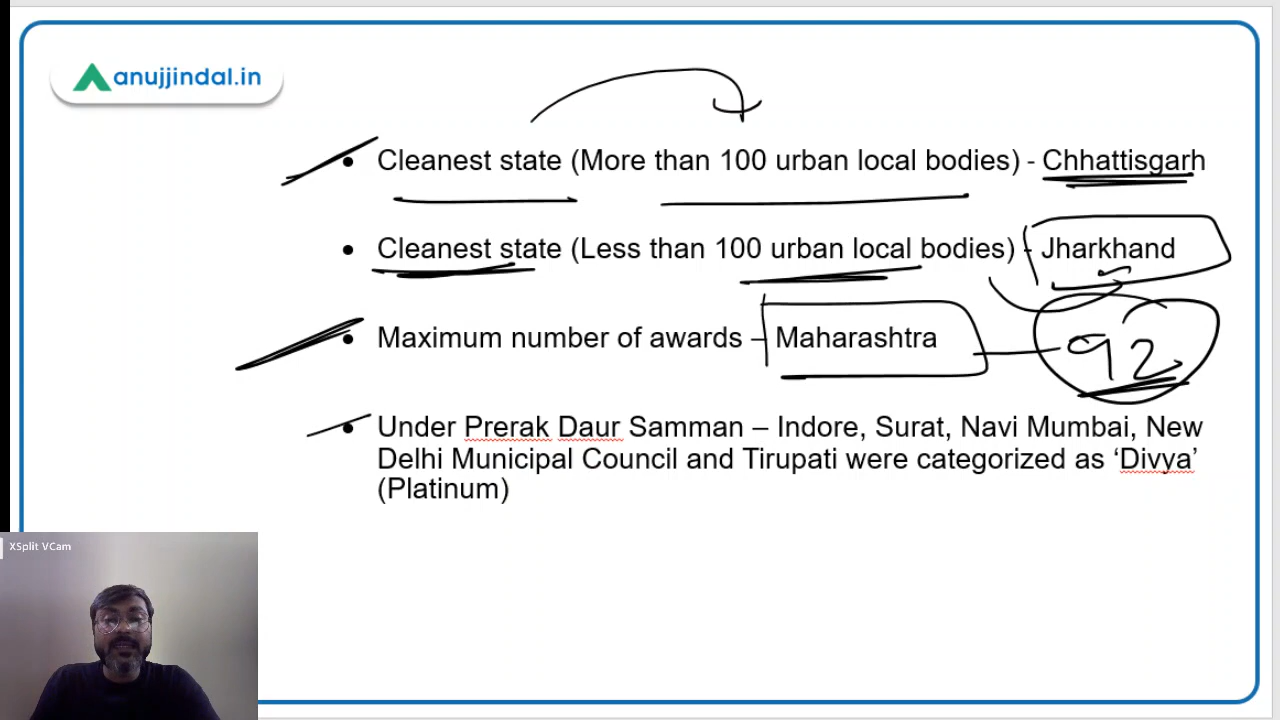 anujjindal.in
• Cleanest state (More than 100 urban local bodies) - Chhattisgarh
• Cleanest state (Less than 100 urban local bodies) - Jharkhand
• Maximum number of awards – Maharashtra 92
• Under Prerak Daur Samman – Indore, Surat, Navi Mumbai, New
Delhi Municipal Council and Tirupati were categorized as ‘Divya’
(Platinum)
XSplit VCam